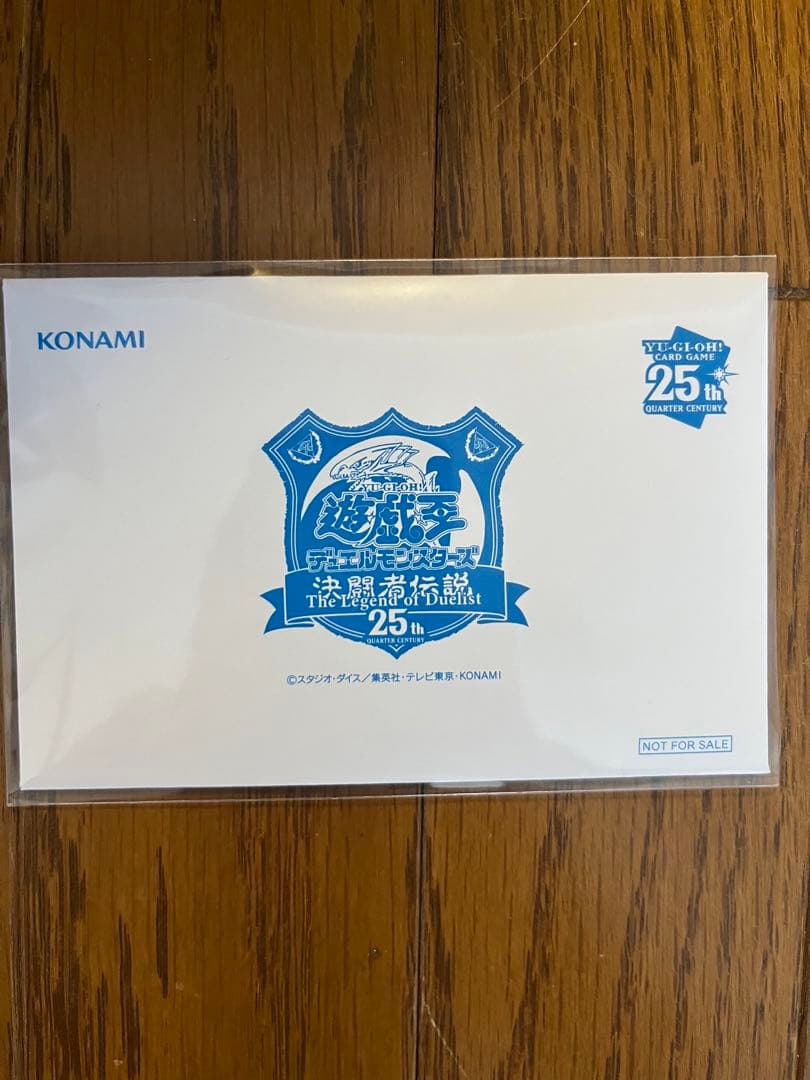 KONAMI
YU-GI-OH!
CARD GAME
25th
QUARTER CENTURY
YU-GI-OH!
遊戯王
デュエルモンスターズ
決闘者伝説
The Legend of Duelist
25th
QUARTER CENTURY
©スタジオ・ダイス/集英社・テレビ東京・KONAMI
NOT FOR SALE